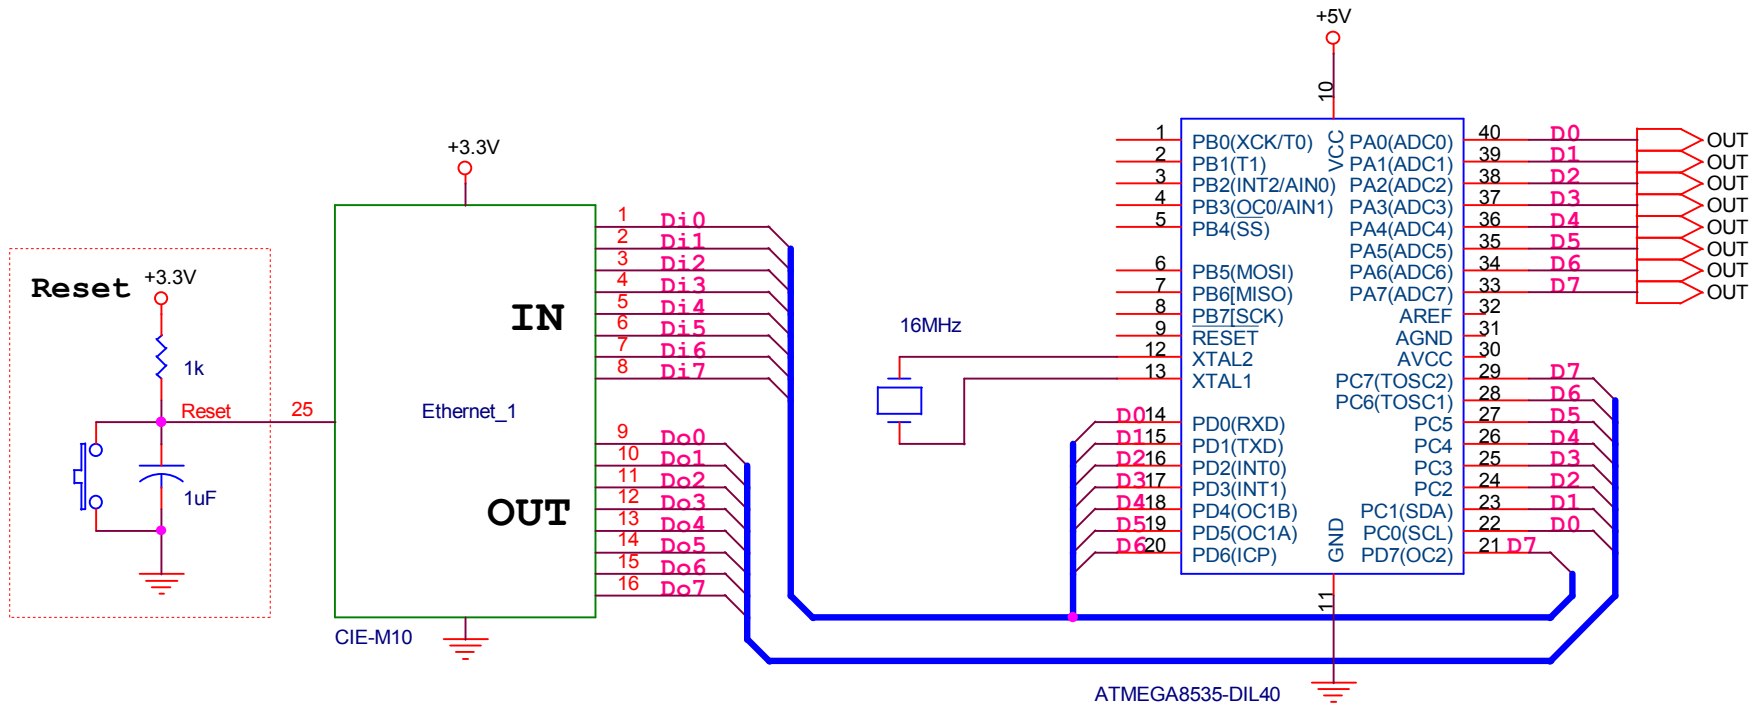 +5V
10
+3.3V
Reset
+3.3V
1k
Reset
25
1uF
IN
Ethernet_1
OUT
1 Di0
2 Di1
3 Di2
4 Di3
5 Di4
6 Di5
7 Di6
8 Di7
9 Do0
10 Do1
11 Do2
12 Do3
13 Do4
14 Do5
15 Do6
16 Do7
CIE-M10
16MHz
1 PB0(XCK/T0)
2 PB1(T1)
3 PB2(INT2/AIN0)
4 PB3(OC0/AIN1)
5 PB4(SS)
6 PB5(MOSI)
7 PB6[MISO)
8 PB7[SCK)
9 RESET
12 XTAL2
13 XTAL1
D0 14 PD0(RXD)
D1 15 PD1(TXD)
D2 16 PD2(INT0)
D3 17 PD3(INT1)
D4 18 PD4(OC1B)
D5 19 PD5(OC1A)
D6 20 PD6(ICP)
VCC
GND
11
PA0(ADC0) 40 D0 OUT
PA1(ADC1) 39 D1 OUT
PA2(ADC2) 38 D2 OUT
PA3(ADC3) 37 D3 OUT
PA4(ADC4) 36 D4 OUT
PA5(ADC5) 35 D5 OUT
PA6(ADC6) 34 D6 OUT
PA7(ADC7) 33 D7 OUT
AREF 32
AGND 31
AVCC 30
PC7(TOSC2) 29 D7
PC6(TOSC1) 28 D6
PC5 27 D5
PC4 26 D4
PC3 25 D3
PC2 24 D2
PC1(SDA) 23 D1
PC0(SCL) 22 D0
PD7(OC2) 21 D7
ATMEGA8535-DIL40